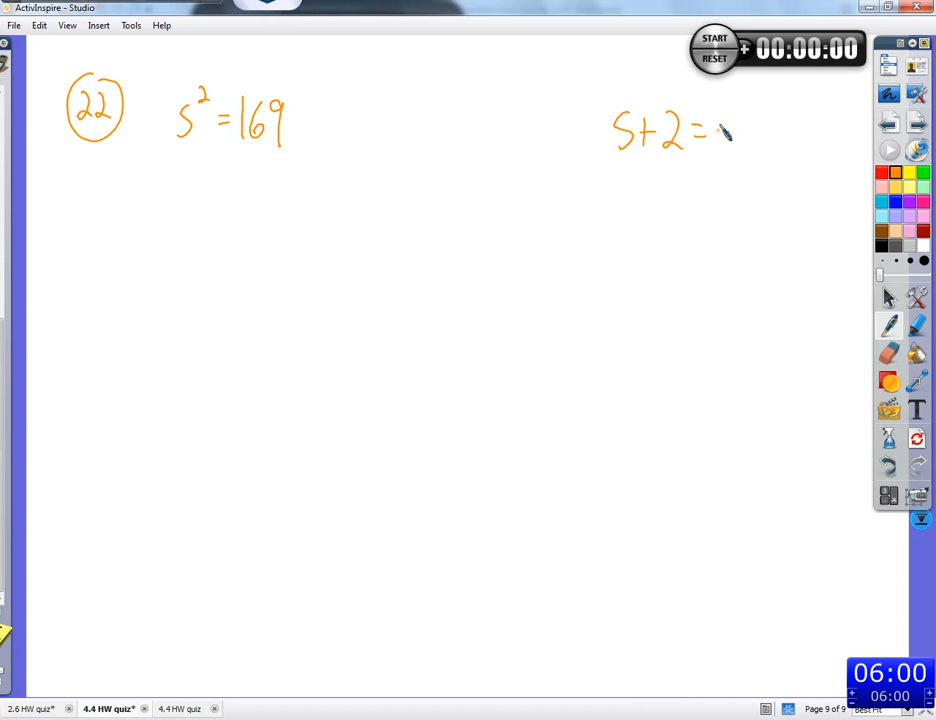 ActivInspire - Studio
File Edit View Insert Tools Help
START
RESET
00:00:00
22 s² = 169
S + 2 =
T
06:00
06:00
2.6 HW quiz* 4.4 HW quiz* 4.4 HW quiz
Page 9 of 9 Best Fit